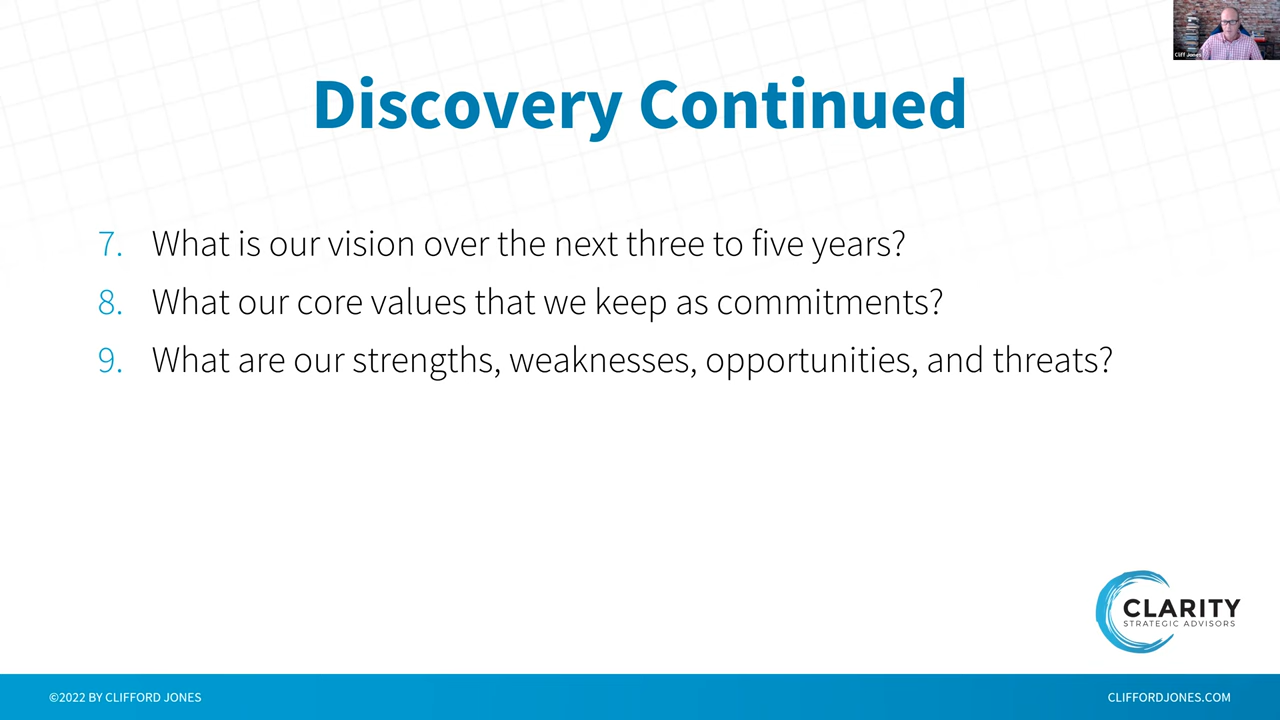 Cliff Jones
Discovery Continued
7. What is our vision over the next three to five years?
8. What our core values that we keep as commitments?
9. What are our strengths, weaknesses, opportunities, and threats?
CLARITY
STRATEGIC ADVISORS
©2022 BY CLIFFORD JONES
CLIFFORDJONES.COM